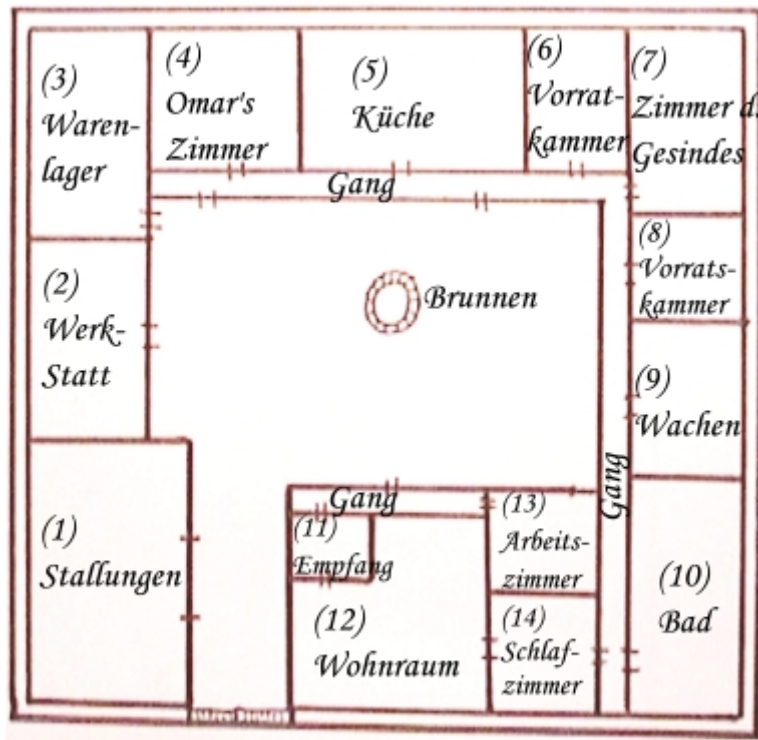 (3)
Waren-
lager
(4)
Omar's
Zimmer
(5)
Küche
(6)
Vorrat-
kammer
(7)
Zimmer d.
Gesindes
Gang
(2)
Werk-
Statt
Brunnen
(8)
Vorrats-
kammer
(9)
Wachen
Gang
(1)
Stallungen
Gang
(11)
Empfang
(12)
Wohnraum
(13)
Arbeits-
zimmer
(14)
Schlaf-
zimmer
(10)
Bad